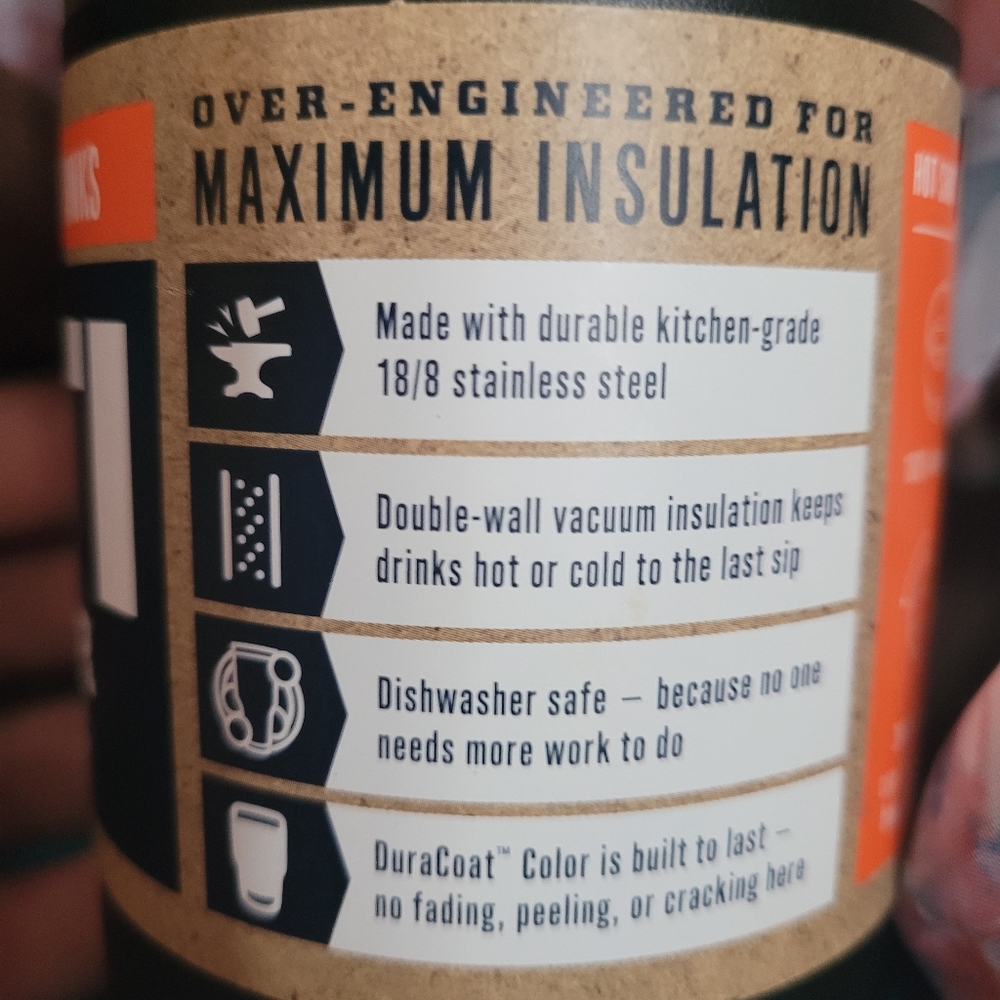 OVER-ENGINEERED FOR
MAXIMUM INSULATION
Made with durable kitchen-grade
18/8 stainless steel
Double-wall vacuum insulation keeps
drinks hot or cold to the last sip
Dishwasher safe – because no one
needs more work to do
DuraCoat™ Color is built to last –
no fading, peeling, or cracking here
HOT